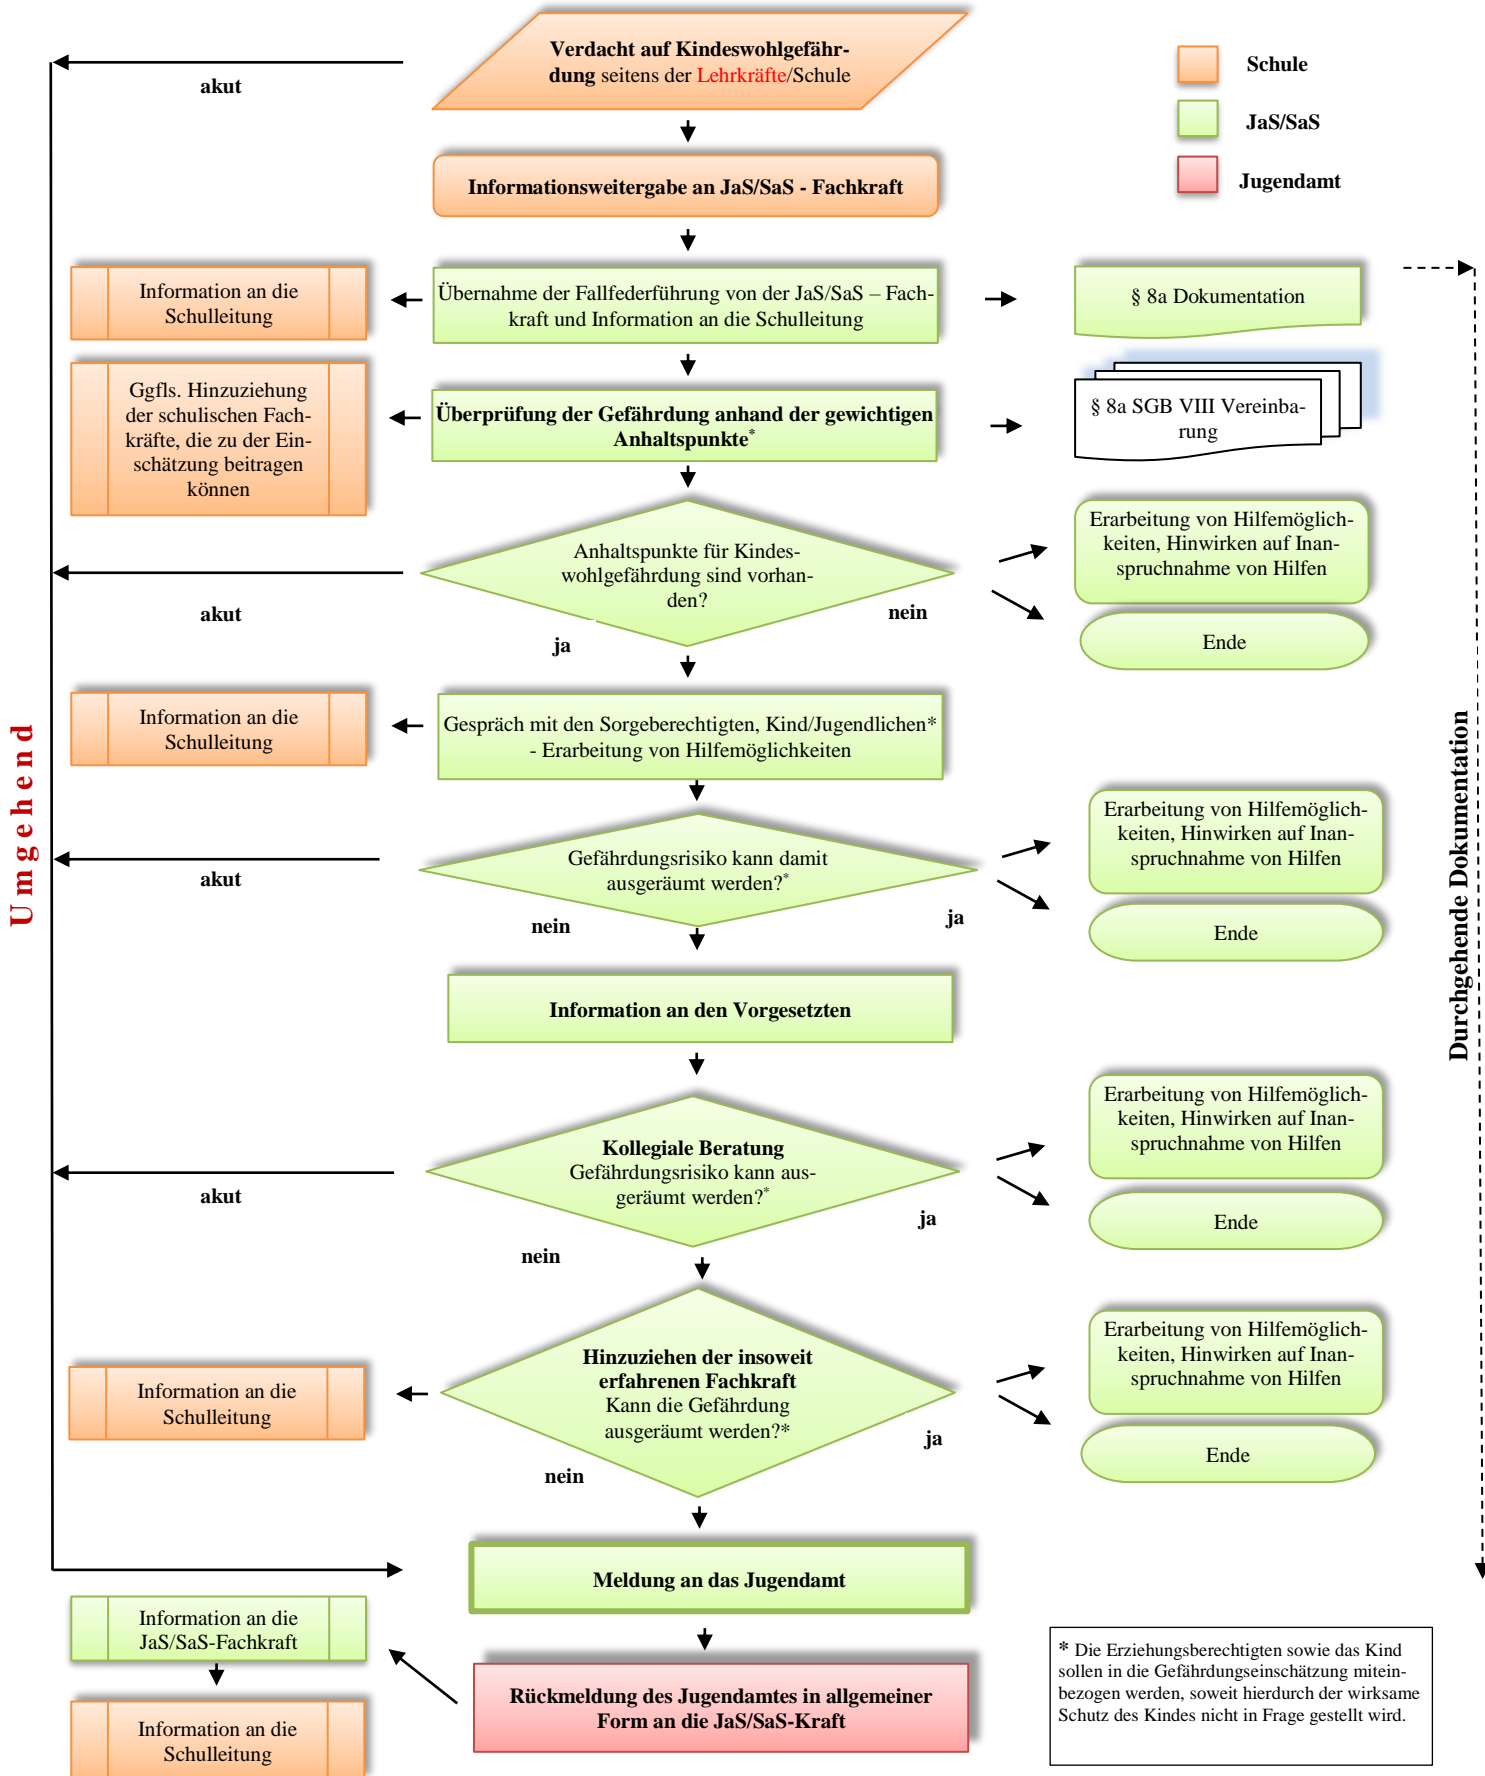 Verdacht auf Kindeswohlgefähr-
dung seitens der Lehrkräfte/Schule
akut
Schule
JaS/SaS
Jugendamt
Informationsweitergabe an JaS/SaS - Fachkraft
Information an die
Schulleitung
Übernahme der Fallfederführung von der JaS/SaS – Fach-
kraft und Information an die Schulleitung
§ 8a Dokumentation
Ggfls. Hinzuziehung
der schulischen Fach-
kräfte, die zu der Ein-
schätzung beitragen
können
Überprüfung der Gefährdung anhand der gewichtigen
Anhaltspunkte*
§ 8a SGB VIII Vereinba-
rung
Anhaltspunkte für Kindes-
wohlgefährdung sind vorhan-
den?
akut
ja
nein
Erarbeitung von Hilfemöglich-
keiten, Hinwirken auf Inan-
spruchnahme von Hilfen
Ende
Information an die
Schulleitung
Gespräch mit den Sorgeberechtigten, Kind/Jugendlichen*
- Erarbeitung von Hilfemöglichkeiten
Umgehend
Durchgehende Dokumentation
Gefährdungsrisiko kann damit
ausgeräumt werden?*
akut
nein
ja
Erarbeitung von Hilfemöglich-
keiten, Hinwirken auf Inan-
spruchnahme von Hilfen
Ende
Information an den Vorgesetzten
Kollegiale Beratung
Gefährdungsrisiko kann aus-
geräumt werden?*
akut
nein
ja
Erarbeitung von Hilfemöglich-
keiten, Hinwirken auf Inan-
spruchnahme von Hilfen
Ende
Information an die
Schulleitung
Hinzuziehen der insoweit
erfahrenen Fachkraft
Kann die Gefährdung
ausgeräumt werden?*
nein
ja
Erarbeitung von Hilfemöglich-
keiten, Hinwirken auf Inan-
spruchnahme von Hilfen
Ende
Meldung an das Jugendamt
Information an die
JaS/SaS-Fachkraft
Rückmeldung des Jugendamtes in allgemeiner
Form an die JaS/SaS-Kraft
Information an die
Schulleitung
* Die Erziehungsberechtigten sowie das Kind
sollen in die Gefährdungseinschätzung mitein-
bezogen werden, soweit hierdurch der wirksame
Schutz des Kindes nicht in Frage gestellt wird.